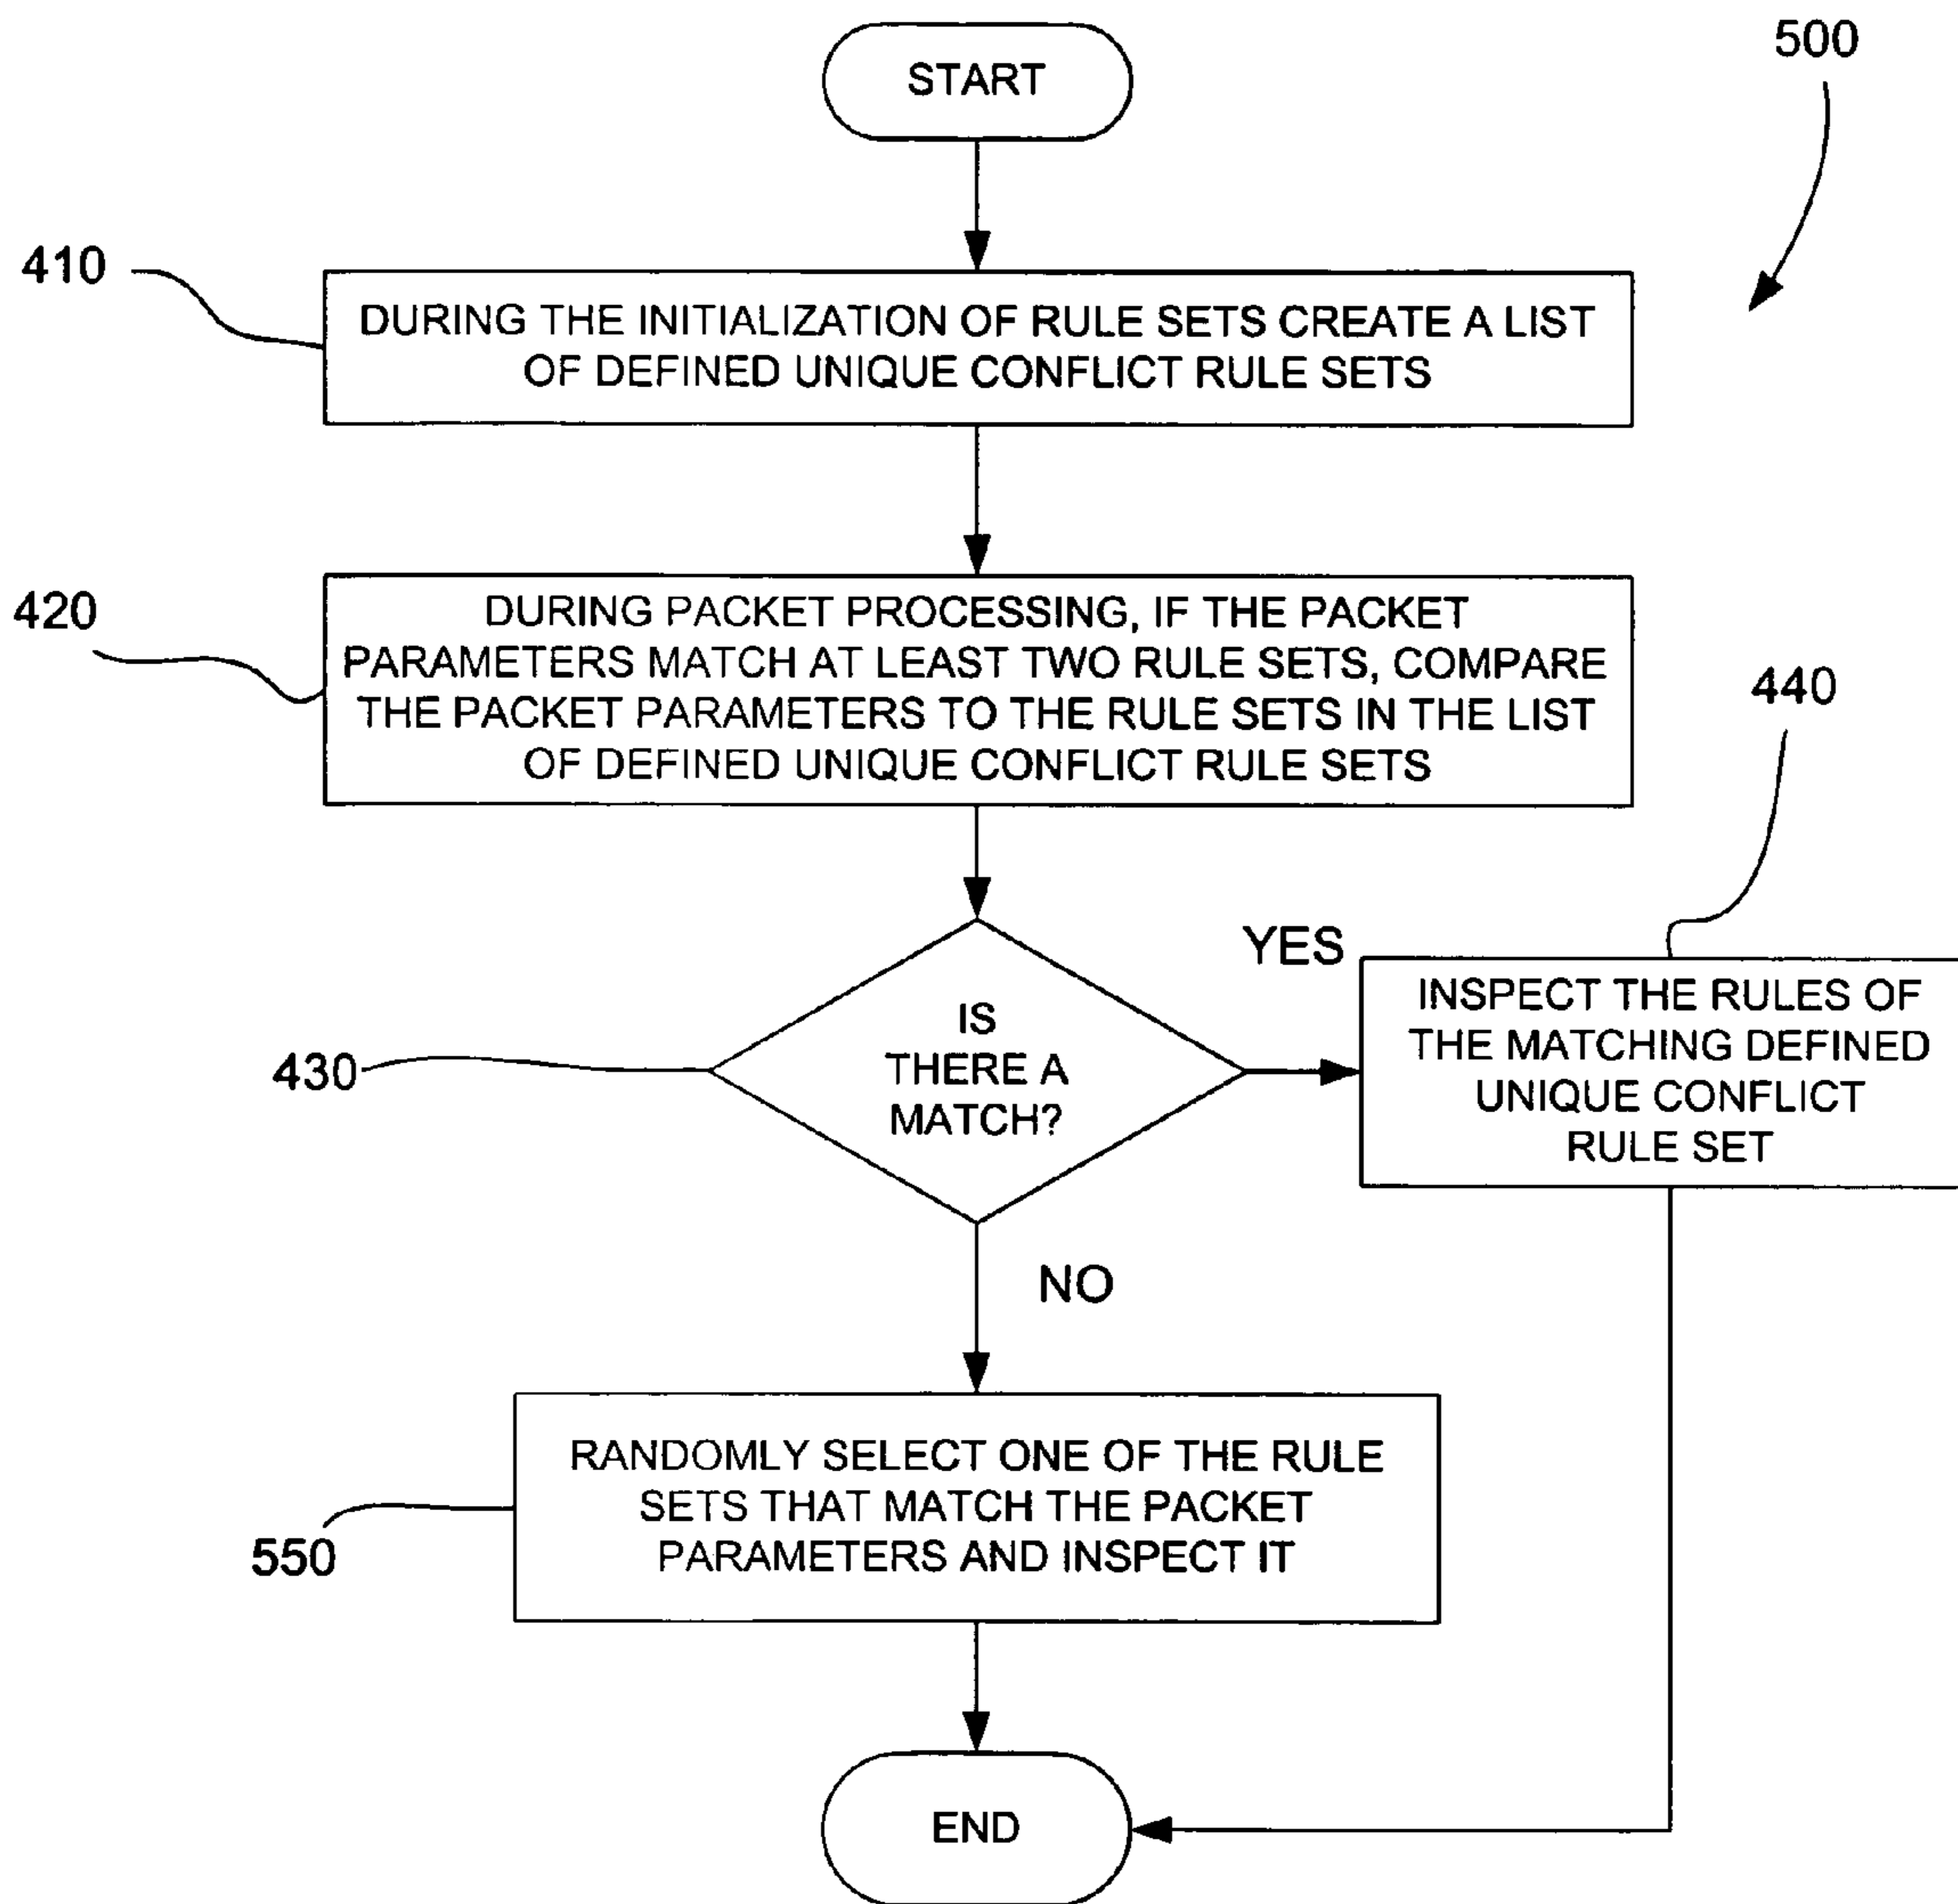 START
500
410
DURING THE INITIALIZATION OF RULE SETS CREATE A LIST
OF DEFINED UNIQUE CONFLICT RULE SETS
420
DURING PACKET PROCESSING, IF THE PACKET
PARAMETERS MATCH AT LEAST TWO RULE SETS, COMPARE
THE PACKET PARAMETERS TO THE RULE SETS IN THE LIST
OF DEFINED UNIQUE CONFLICT RULE SETS
440
430
IS
THERE A
MATCH?
YES
INSPECT THE RULES OF
THE MATCHING DEFINED
UNIQUE CONFLICT
RULE SET
NO
550
RANDOMLY SELECT ONE OF THE RULE
SETS THAT MATCH THE PACKET
PARAMETERS AND INSPECT IT
END